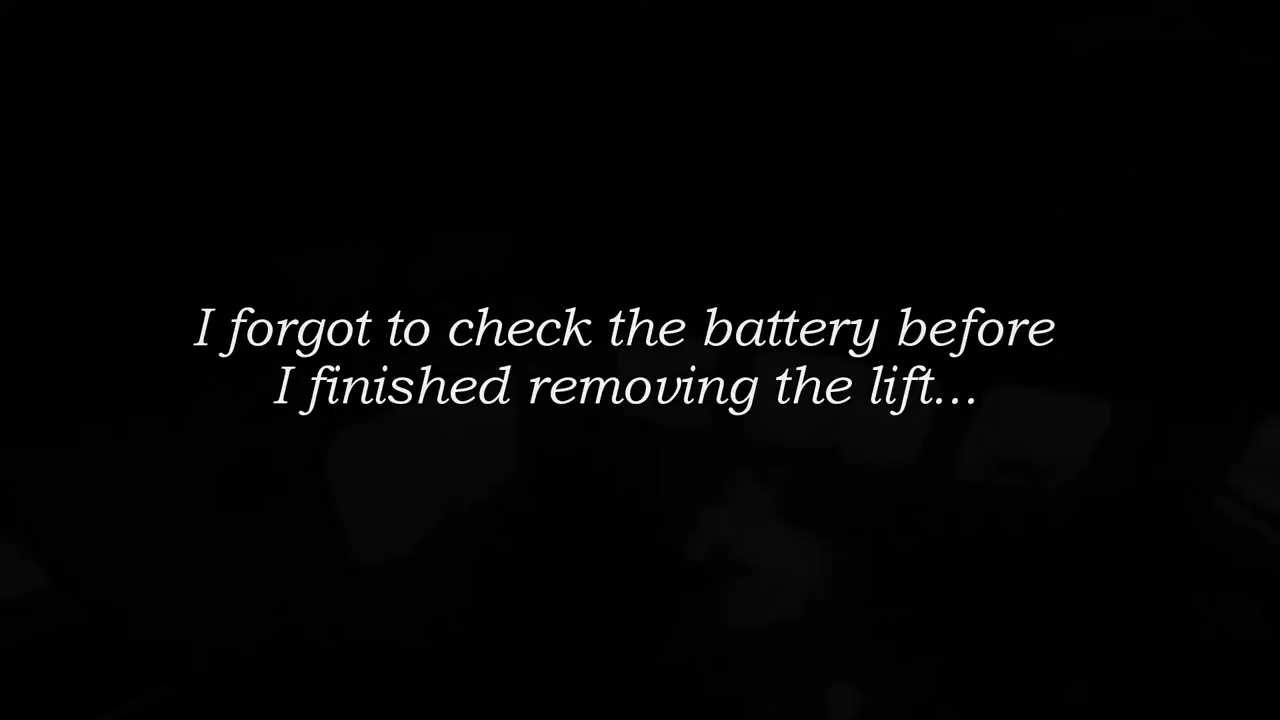 I forgot to check the battery before
I finished removing the lift...